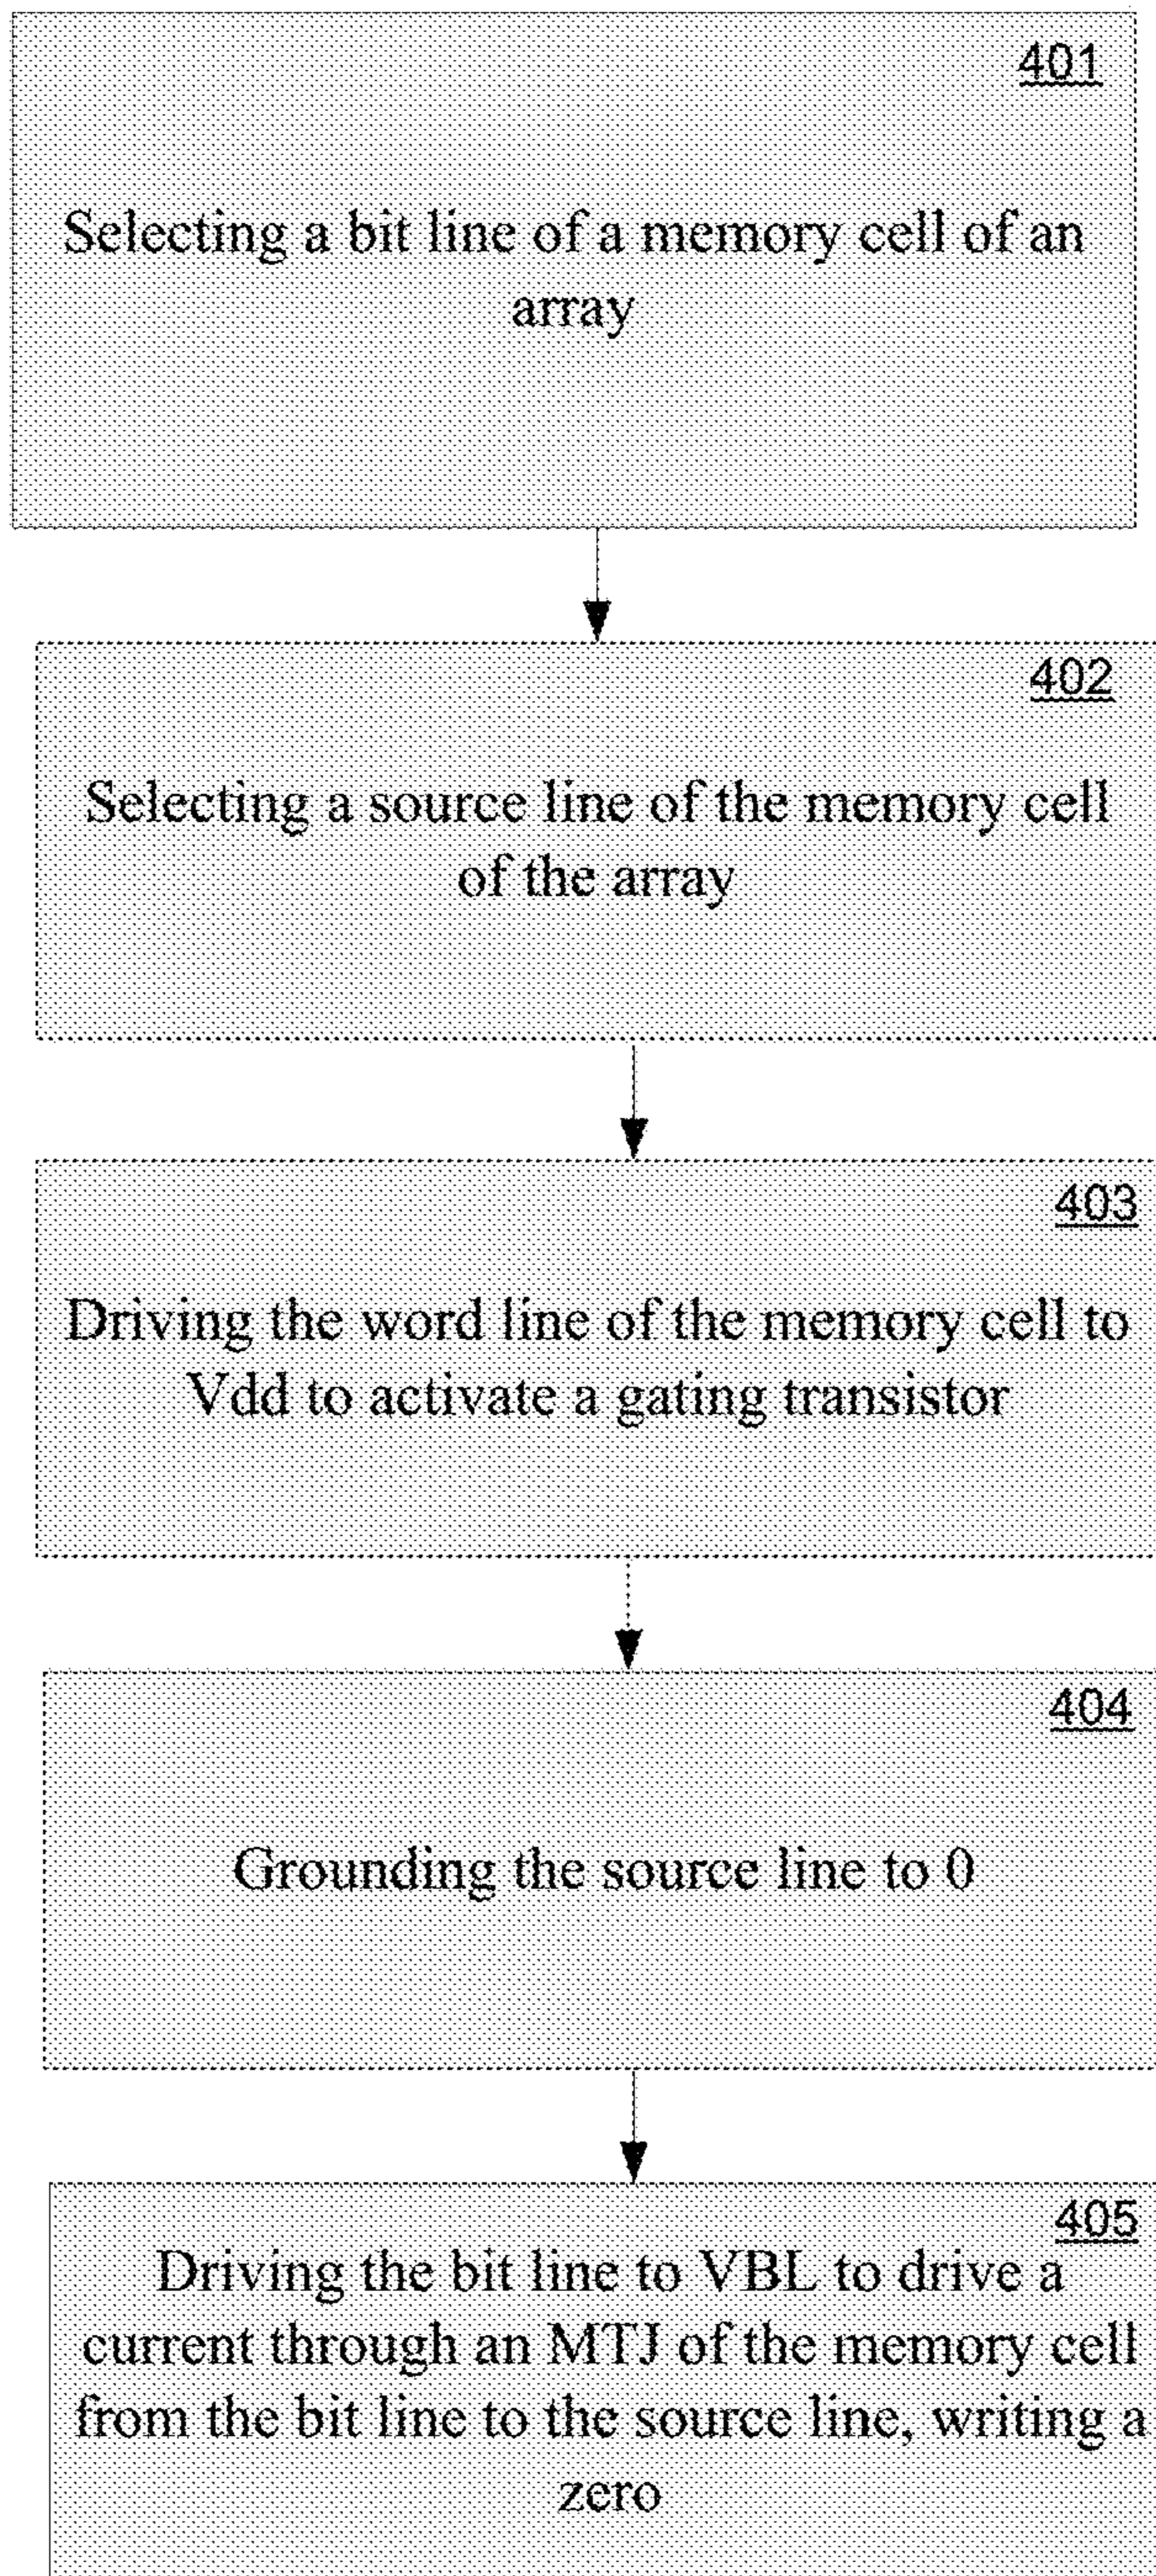 401
Selecting a bit line of a memory cell of an
array
402
Selecting a source line of the memory cell
of the array
403
Driving the word line of the memory cell to
Vdd to activate a gating transistor
404
Grounding the source line to 0
405
Driving the bit line to VBL to drive a
current through an MTJ of the memory cell
from the bit line to the source line, writing a
zero